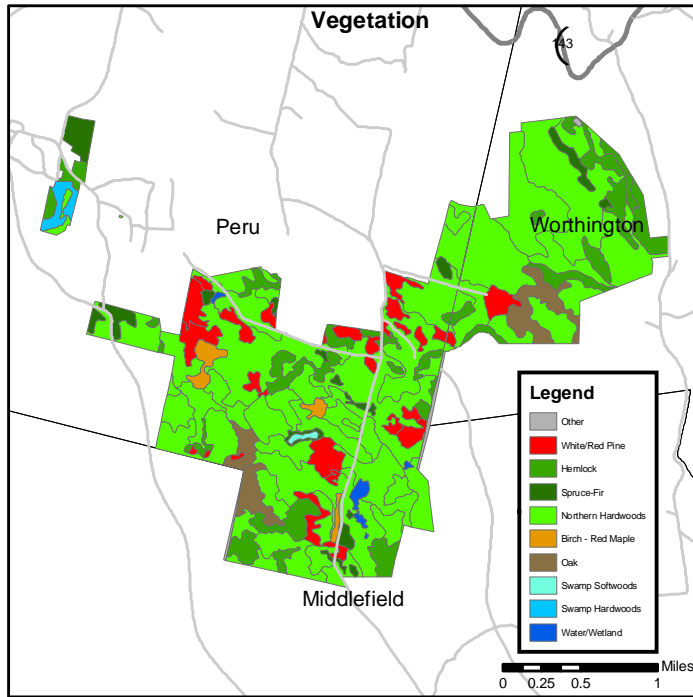 Vegetation
143
Peru
Worthington
Middlefield
Legend
Other
White/Red Pine
Hemlock
Spruce-Fir
Northern Hardwoods
Birch - Red Maple
Oak
Swamp Softwoods
Swamp Hardwoods
Water/Wetland
Miles
0 0.25 0.5 1